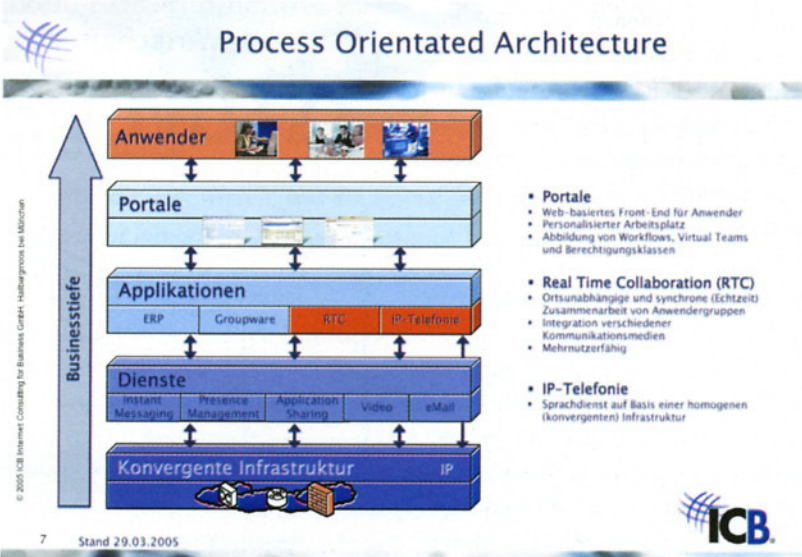 Process Orientated Architecture
© 2005 ICB Internet Consulting for Business GmbH, Hallbergmoos bei München
Businesstiefe
Anwender
Portale
Applikationen
ERP
Groupware
RTC
IP-Telefonie
Dienste
Instant
Messaging
Presence
Management
Application
Sharing
Video
eMail
Konvergente Infrastruktur
IP
▪ Portale
• Web-basiertes Front-End für Anwender
• Personalisierter Arbeitsplatz
• Abbildung von Workflows, Virtual Teams
und Berechtigungsklassen
▪ Real Time Collaboration (RTC)
• Ortsunabhängige und synchrone (Echtzeit)
Zusammenarbeit von Anwendergruppen
• Integration verschiedener
Kommunikationsmedien
• Mehrnutzerfähig
▪ IP-Telefonie
• Sprachdienst auf Basis einer homogenen
(konvergenten) Infrastruktur
7
Stand 29.03.2005
ICB.